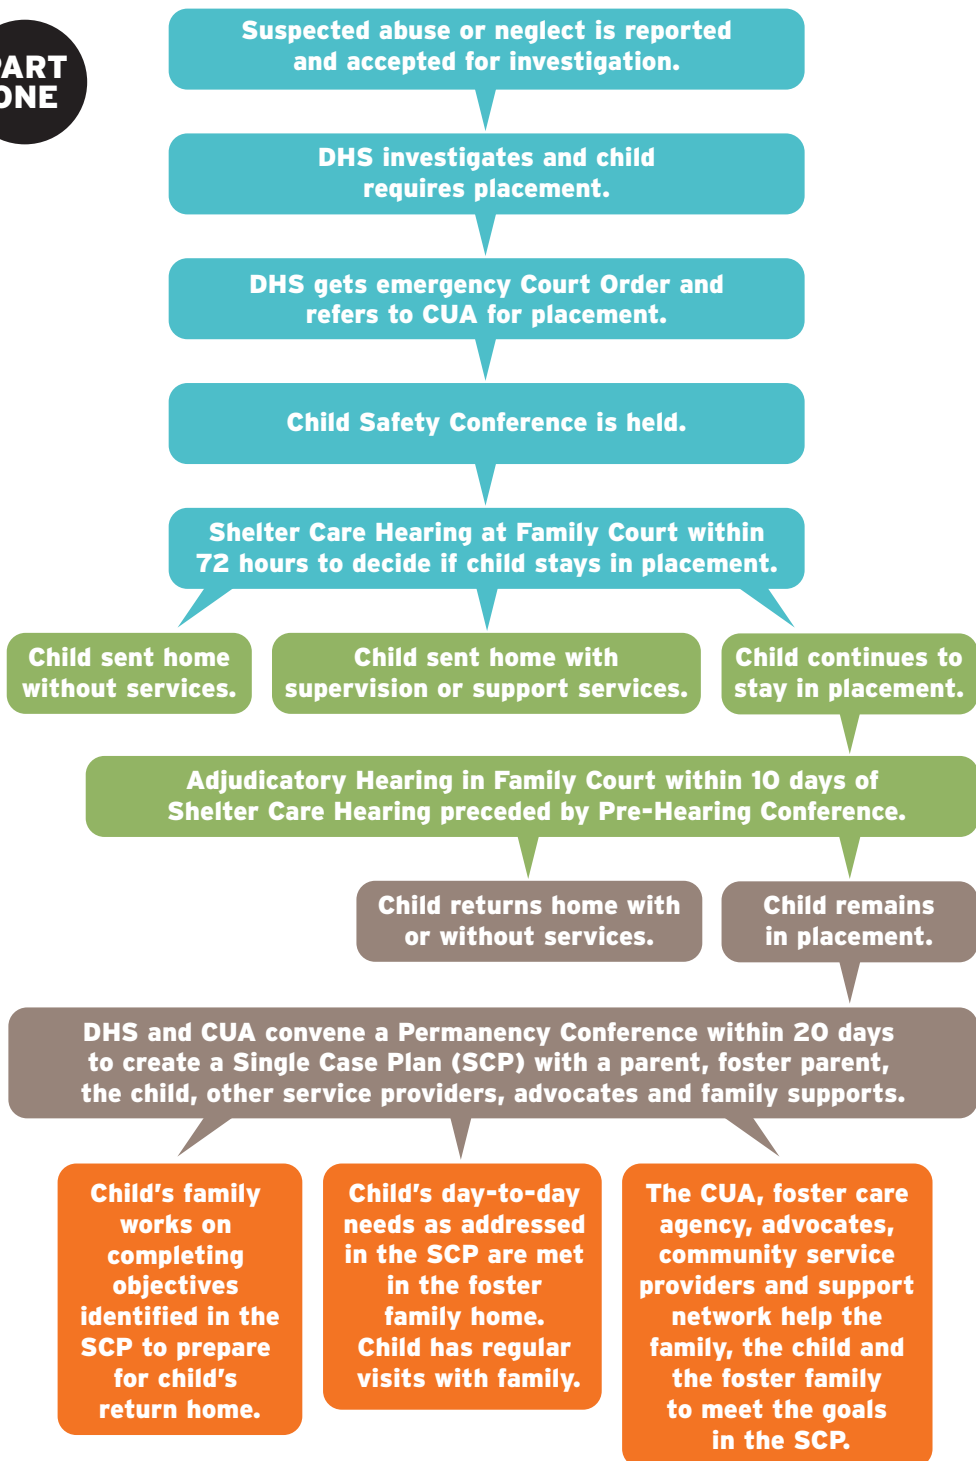 PART
ONE
Suspected abuse or neglect is reported
and accepted for investigation.
DHS investigates and child
requires placement.
DHS gets emergency Court Order and
refers to CUA for placement.
Child Safety Conference is held.
Shelter Care Hearing at Family Court within
72 hours to decide if child stays in placement.
Child sent home
without services.
Child sent home with
supervision or support services.
Child continues to
stay in placement.
Adjudicatory Hearing in Family Court within 10 days of
Shelter Care Hearing preceded by Pre-Hearing Conference.
Child returns home with
or without services.
Child remains
in placement.
DHS and CUA convene a Permanency Conference within 20 days
to create a Single Case Plan (SCP) with a parent, foster parent,
the child, other service providers, advocates and family supports.
Child's family
works on
completing
objectives
identified in the
SCP to prepare
for child's
return home.
Child's day-to-day
needs as addressed
in the SCP are met
in the foster
family home.
Child has regular
visits with family.
The CUA, foster care
agency, advocates,
community service
providers and support
network help the
family, the child and
the foster family
to meet the goals
in the SCP.